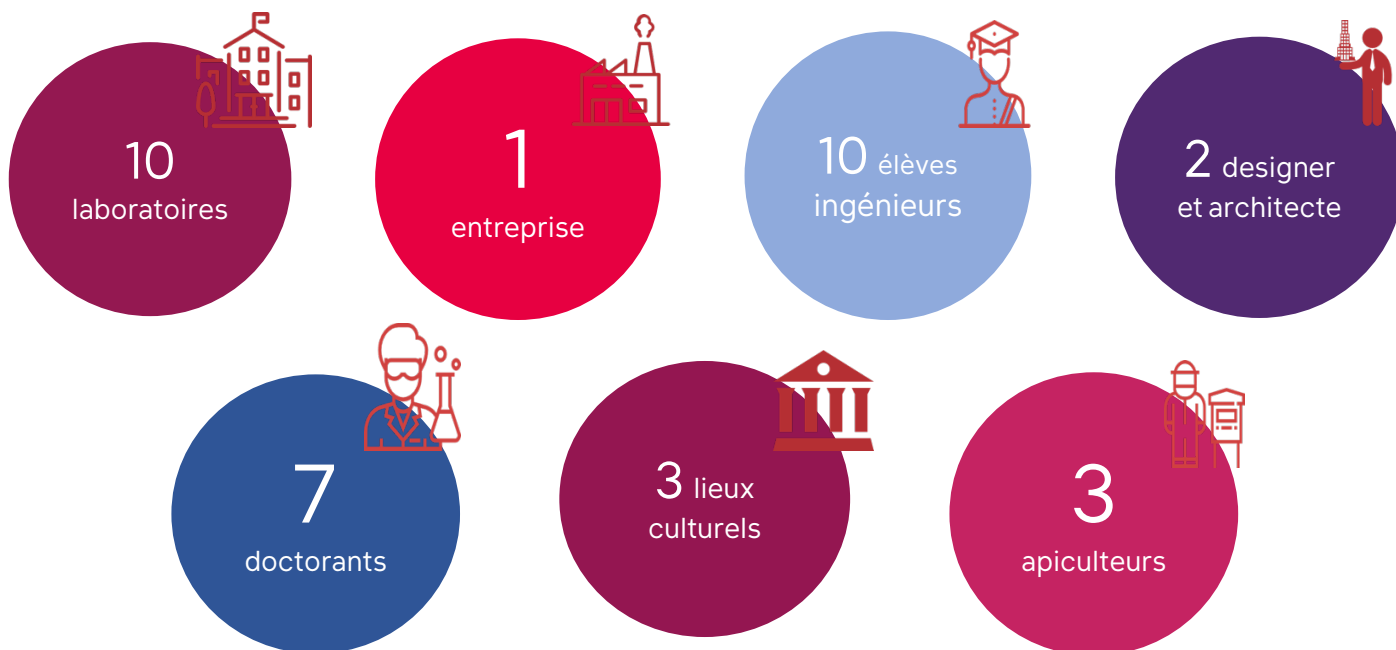 10
laboratoires
1
entreprise
10 élèves
ingénieurs
2 designer
et architecte
7
doctorants
3 lieux
culturels
3
apiculteurs